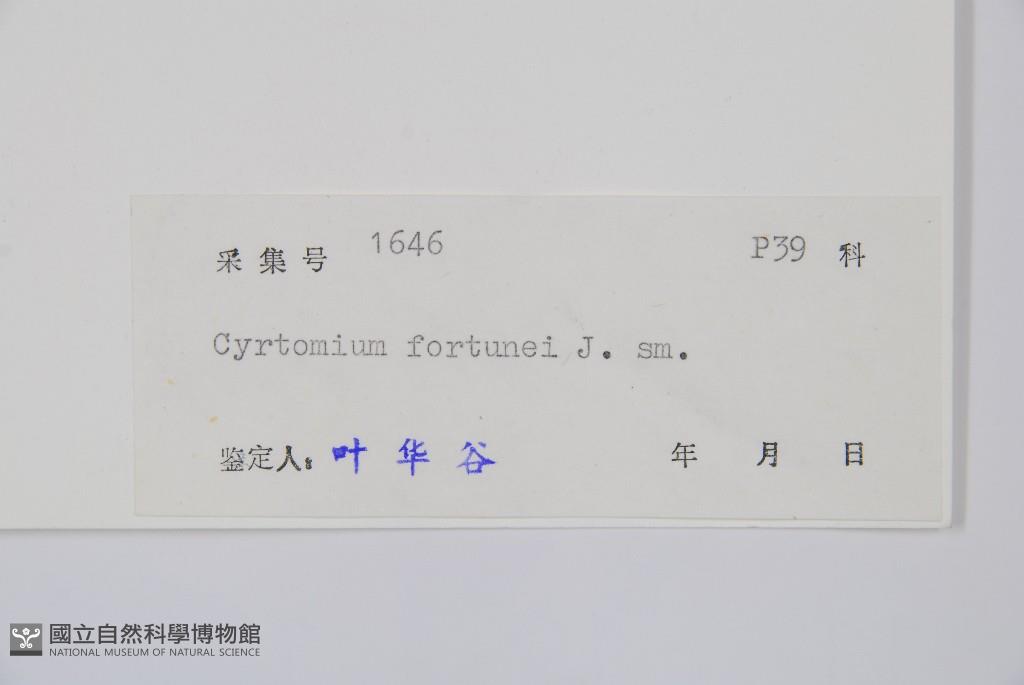 采集号 1646 P39 科
Cyrtomium fortunei J. sm.
鉴定人: 叶华谷 年 月 日
國立自然科學博物館
NATIONAL MUSEUM OF NATURAL SCIENCE